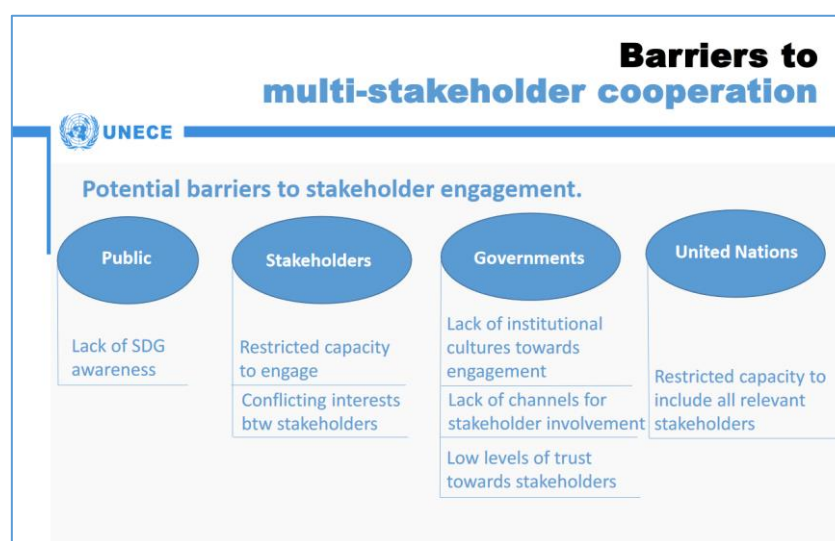 Barriers to
multi-stakeholder cooperation
UNECE
Potential barriers to stakeholder engagement.
Public
Lack of SDG
awareness
Stakeholders
Restricted capacity
to engage
Conflicting interests
btw stakeholders
Governments
Lack of institutional
cultures towards
engagement
Lack of channels for
stakeholder involvement
Low levels of trust
towards stakeholders
United Nations
Restricted capacity to
include all relevant
stakeholders